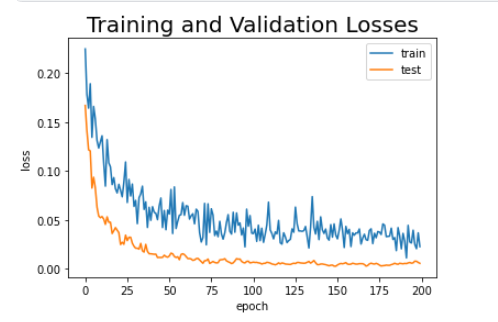 Training and Validation Losses
train
test
0.20
0.15
0.10
0.05
0.00
loss
0 25 50 75 100 125 150 175 200
epoch